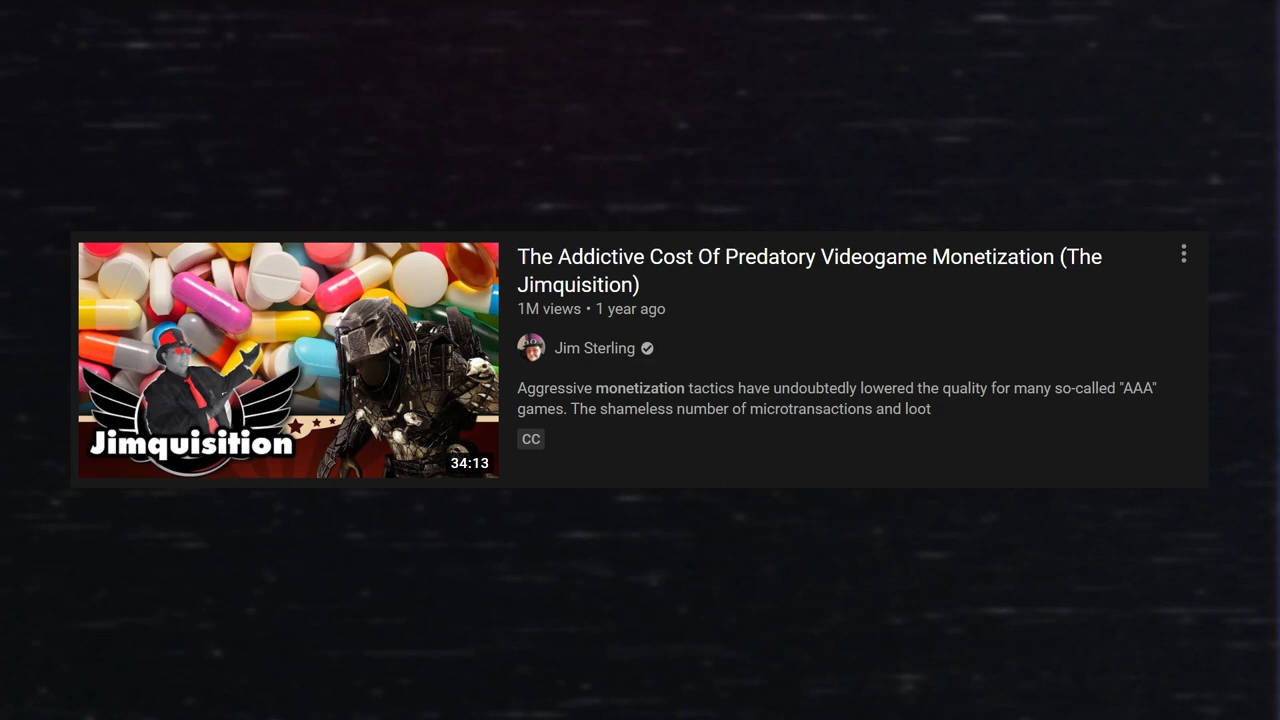 The Addictive Cost Of Predatory Videogame Monetization (The
Jimquisition)
1M views • 1 year ago
Jim Sterling
Aggressive monetization tactics have undoubtedly lowered the quality for many so-called "AAA"
games. The shameless number of microtransactions and loot
CC
Jimquisition
34:13